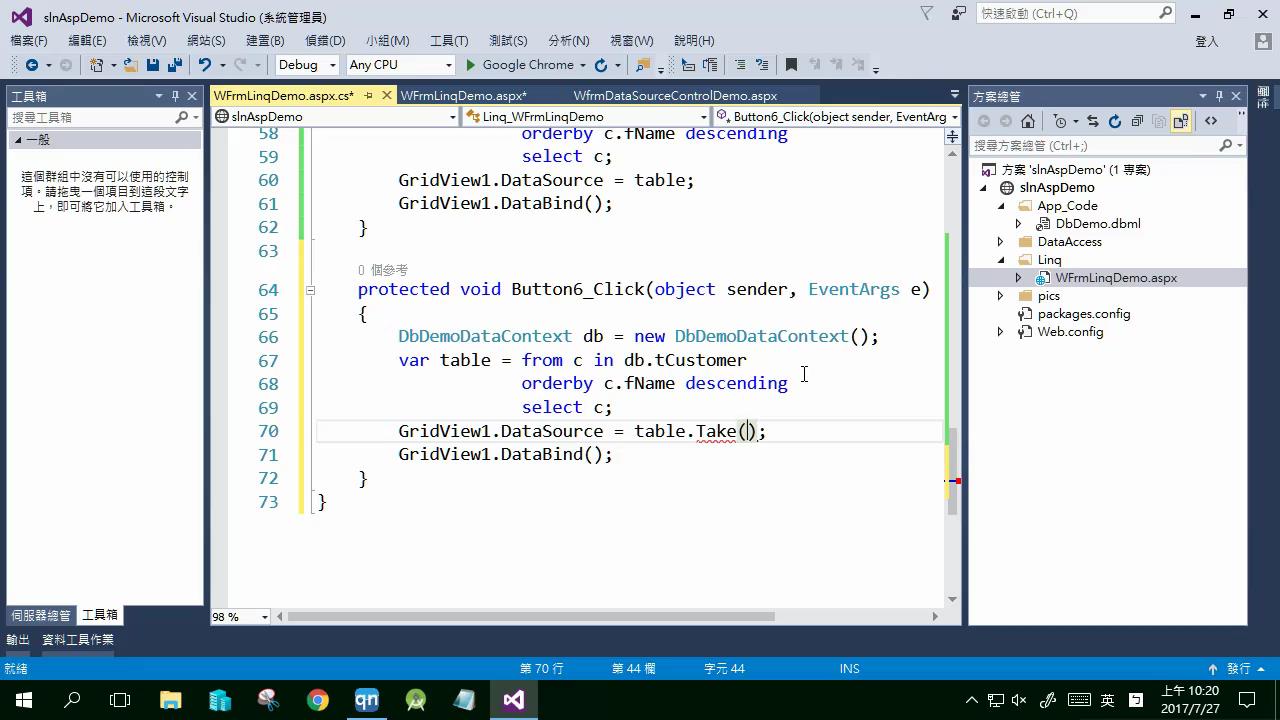 slnAspDemo - Microsoft Visual Studio (系統管理員)
快速啟動 (Ctrl+Q)
檔案(F) 編輯(E) 檢視(V) 網站(S) 建置(B) 偵錯(D) 小組(M) 工具(T) 測試(S) 分析(N) 視窗(W) 說明(H)
登入
Debug Any CPU Google Chrome
工具箱
搜尋工具箱
一般
這個群組中沒有可以使用的控制
項。請拖曳一個項目到這段文字
上，即可將它加入工具箱。
伺服器總管 工具箱
WFrmLinqDemo.aspx.cs* WFrmLinqDemo.aspx* WfrmDataSourceControlDemo.aspx
slnAspDemo Linq_WFrmLinqDemo Button6_Click(object sender, EventArg
58 orderby c.fName descending
59 select c;
60 GridView1.DataSource = table;
61 GridView1.DataBind();
62 }
63
0 個參考
64 protected void Button6_Click(object sender, EventArgs e)
65 {
66 DbDemoDataContext db = new DbDemoDataContext();
67 var table = from c in db.tCustomer
68 orderby c.fName descending
69 select c;
70 GridView1.DataSource = table.Take();
71 GridView1.DataBind();
72 }
73 }
98 %
方案總管
搜尋方案總管 (Ctrl+;)
方案 'slnAspDemo' (1 專案)
slnAspDemo
App_Code
DbDemo.dbml
DataAccess
Linq
WFrmLinqDemo.aspx
pics
packages.config
Web.config
輸出 資料工具作業
就緒 第 70 行 第 44 欄 字元 44 INS 發行
qn
英
上午 10:20
2017/7/27